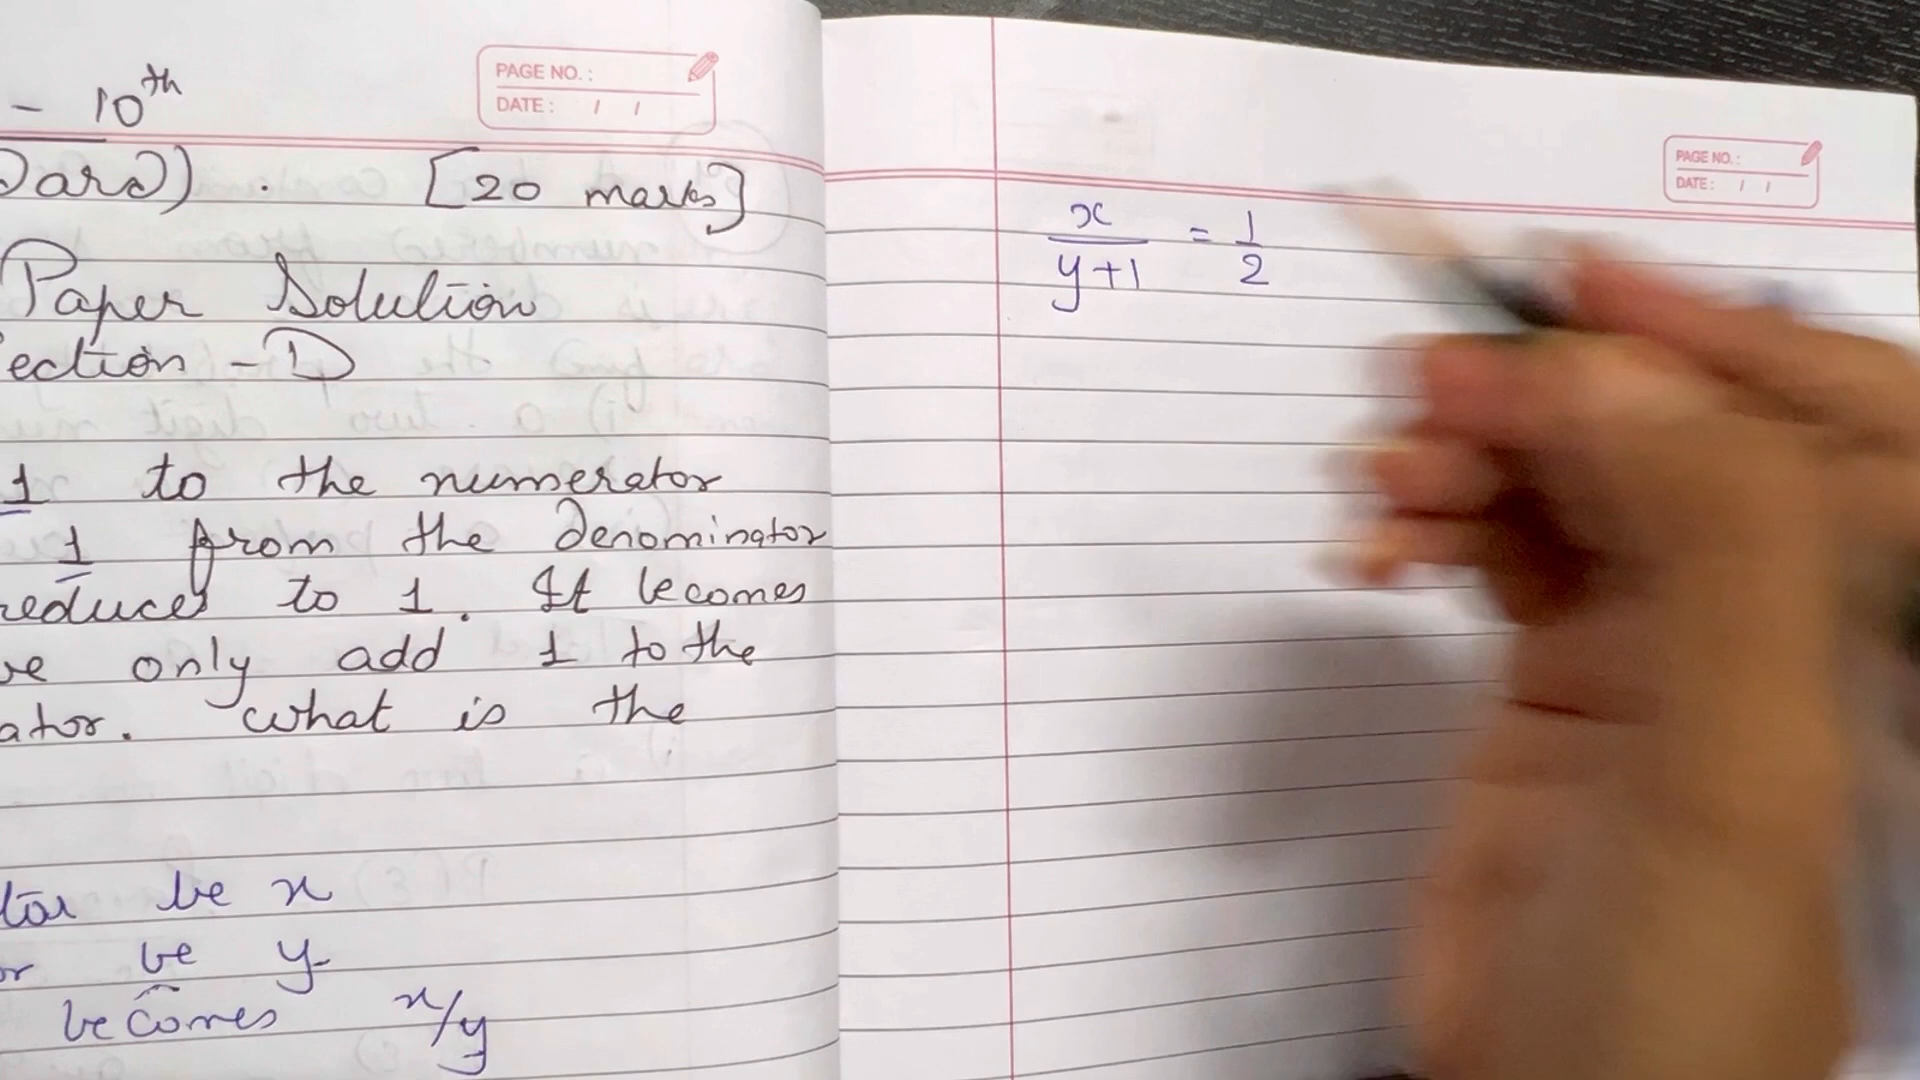 PAGE NO. :
DATE : / /
- 10th
dard). [20 marks]
Paper Solution
ection - D
1 to the numerator
1 from the denominator
reduces to 1. It becomes
ve only add 1 to the
ator. what is the
tor be x
or be y
becomes x/y
PAGE NO. :
DATE : / /
x/(y+1) = 1/2